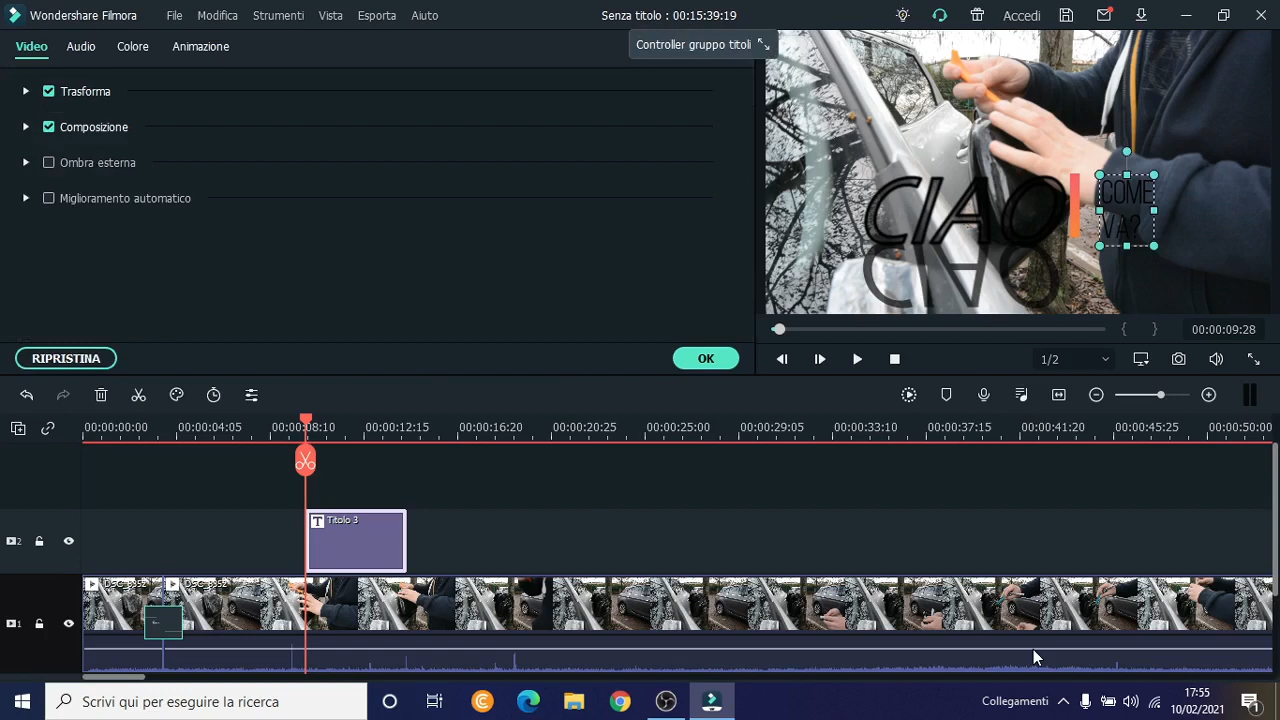 Wondershare Filmora File Modifica Strumenti Vista Esporta Aiuto Senza titolo : 00:15:39:19 Accedi
Video Audio Colore Animazione Controller gruppo titoli
Trasforma
Composizione
Ombra esterna
Miglioramento automatico
CIAO COME
VA?
CIAO
RIPRISTINA OK
{ } 00:00:09:28
1/2
00:00:00:00 00:00:04:05 00:00:08:10 00:00:12:15 00:00:16:20 00:00:20:25 00:00:25:00 00:00:29:05 00:00:33:10 00:00:37:15 00:00:41:20 00:00:45:25 00:00:50:00
2 T Titolo 3
1
Scrivi qui per eseguire la ricerca Collegamenti 17:55
10/02/2021
1